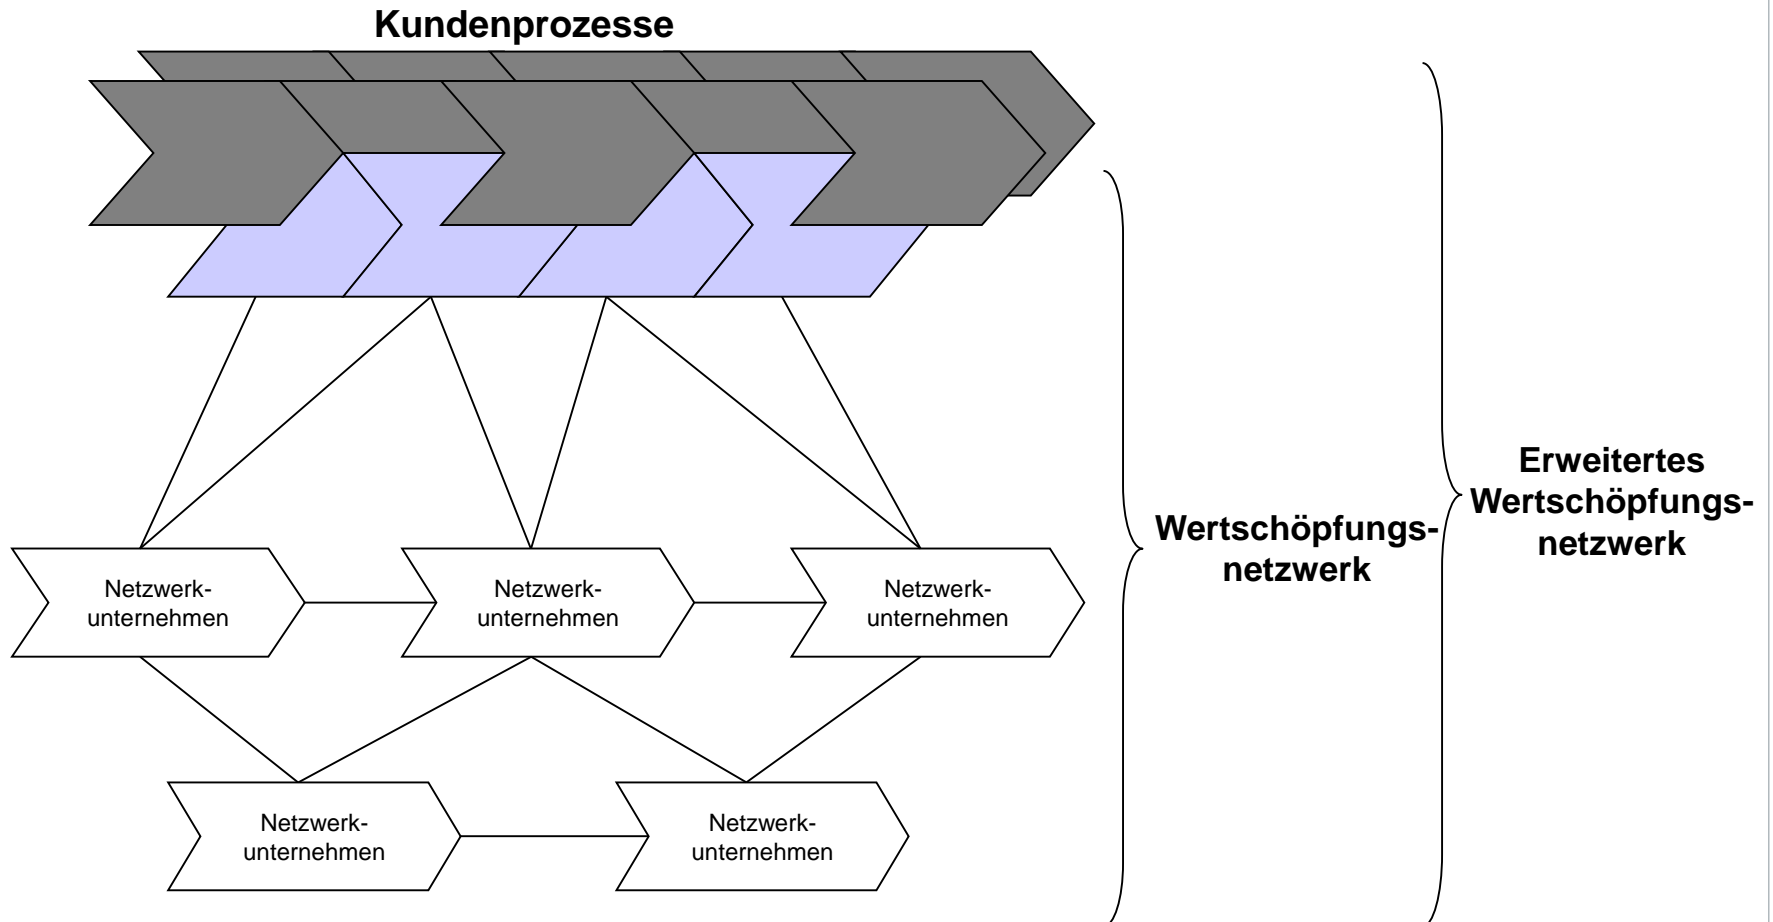 Kundenprozesse
Erweitertes
Wertschöpfungs-
netzwerk
Wertschöpfungs-
netzwerk
Netzwerk-
unternehmen
Netzwerk-
unternehmen
Netzwerk-
unternehmen
Netzwerk-
unternehmen
Netzwerk-
unternehmen